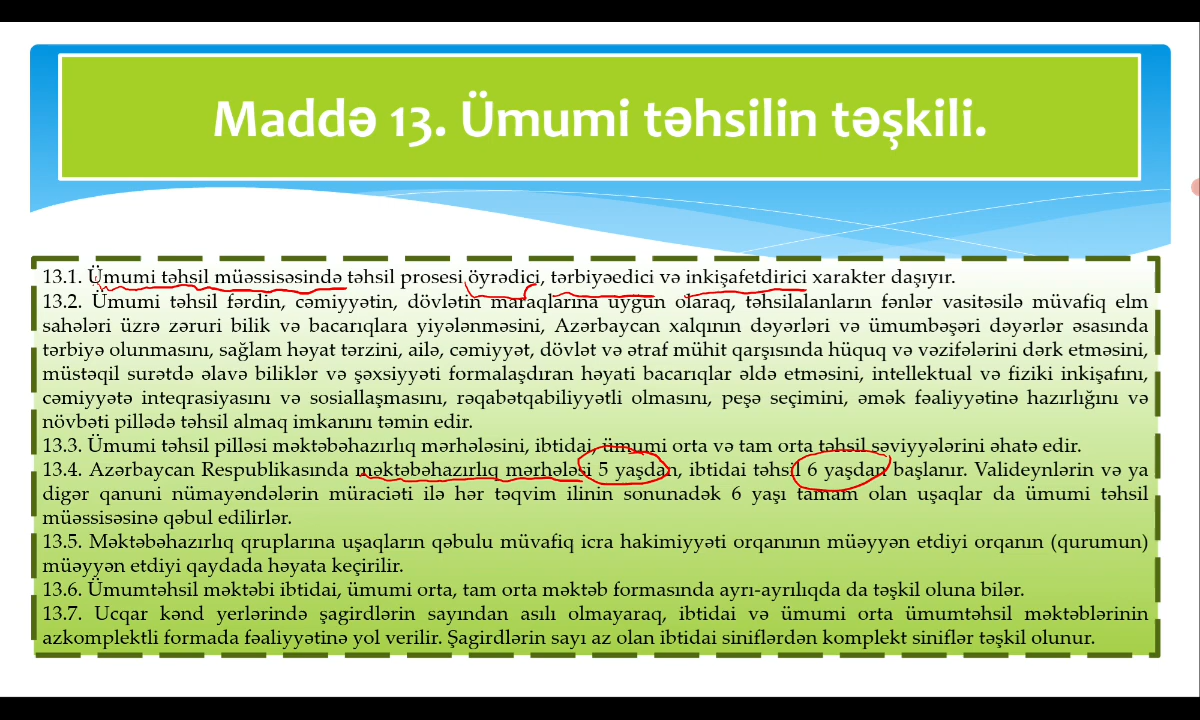 Maddə 13. Ümumi təhsilin təşkili.
13.1. Ümumi təhsil müəssisəsində təhsil prosesi öyrədici, tərbiyəedici və inkişafetdirici xarakter daşıyır.
13.2. Ümumi təhsil fərdin, cəmiyyətin, dövlətin maraqlarına uyğun olaraq, təhsilalanların fənlər vasitəsilə müvafiq elm
sahələri üzrə zəruri bilik və bacarıqlara yiyələnməsini, Azərbaycan xalqının dəyərləri və ümumbəşəri dəyərlər əsasında
tərbiyə olunmasını, sağlam həyat tərzini, ailə, cəmiyyət, dövlət və ətraf mühit qarşısında hüquq və vəzifələrini dərk etməsini,
müstəqil surətdə əlavə biliklər və şəxsiyyəti formalaşdıran həyati bacarıqlar əldə etməsini, intellektual və fiziki inkişafını,
cəmiyyətə inteqrasiyasını və sosiallaşmasını, rəqabətqabiliyyətli olmasını, peşə seçimini, əmək fəaliyyətinə hazırlığını və
növbəti pillədə təhsil almaq imkanını təmin edir.
13.3. Ümumi təhsil pilləsi məktəbəhazırlıq mərhələsini, ibtidai, ümumi orta və tam orta təhsil səviyyələrini əhatə edir.
13.4. Azərbaycan Respublikasında məktəbəhazırlıq mərhələsi 5 yaşdan, ibtidai təhsil 6 yaşdan başlanır. Valideynlərin və ya
digər qanuni nümayəndələrin müraciəti ilə hər təqvim ilinin sonunadək 6 yaşı tamam olan uşaqlar da ümumi təhsil
müəssisəsinə qəbul edilirlər.
13.5. Məktəbəhazırlıq qruplarına uşaqların qəbulu müvafiq icra hakimiyyəti orqanının müəyyən etdiyi orqanın (qurumun)
müəyyən etdiyi qaydada həyata keçirilir.
13.6. Ümumtəhsil məktəbi ibtidai, ümumi orta, tam orta məktəb formasında ayrı-ayrılıqda da təşkil oluna bilər.
13.7. Ucqar kənd yerlərində şagirdlərin sayından asılı olmayaraq, ibtidai və ümumi orta ümumtəhsil məktəblərinin
azkomplektli formada fəaliyyətinə yol verilir. Şagirdlərin sayı az olan ibtidai siniflərdən komplekt siniflər təşkil olunur.